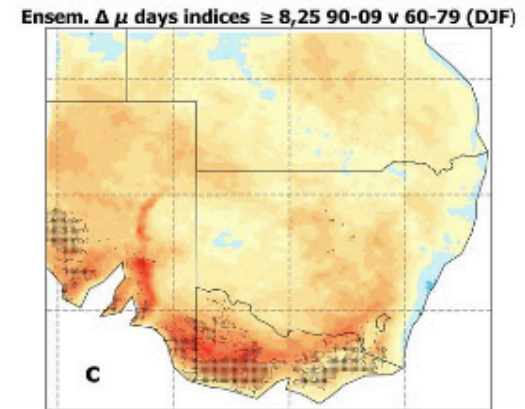 Ensem. Δ μ days indices ≥ 8,25 90-09 v 60-79 (DJF)
C